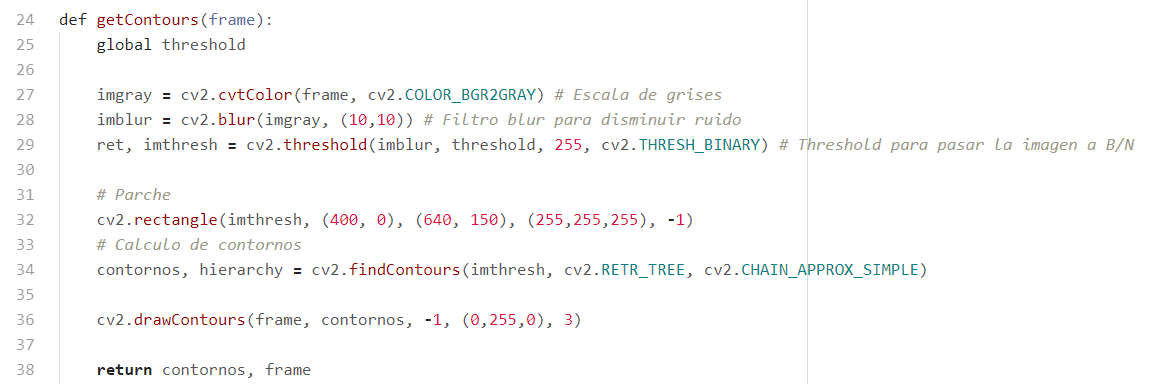 24 def getContours(frame):
25     global threshold
26
27     imgray = cv2.cvtColor(frame, cv2.COLOR_BGR2GRAY) # Escala de grises
28     imblur = cv2.blur(imgray, (10,10)) # Filtro blur para disminuir ruido
29     ret, imthresh = cv2.threshold(imblur, threshold, 255, cv2.THRESH_BINARY) # Threshold para pasar la imagen a B/N
30
31     # Parche
32     cv2.rectangle(imthresh, (400, 0), (640, 150), (255,255,255), -1)
33     # Calculo de contornos
34     contornos, hierarchy = cv2.findContours(imthresh, cv2.RETR_TREE, cv2.CHAIN_APPROX_SIMPLE)
35
36     cv2.drawContours(frame, contornos, -1, (0,255,0), 3)
37
38     return contornos, frame